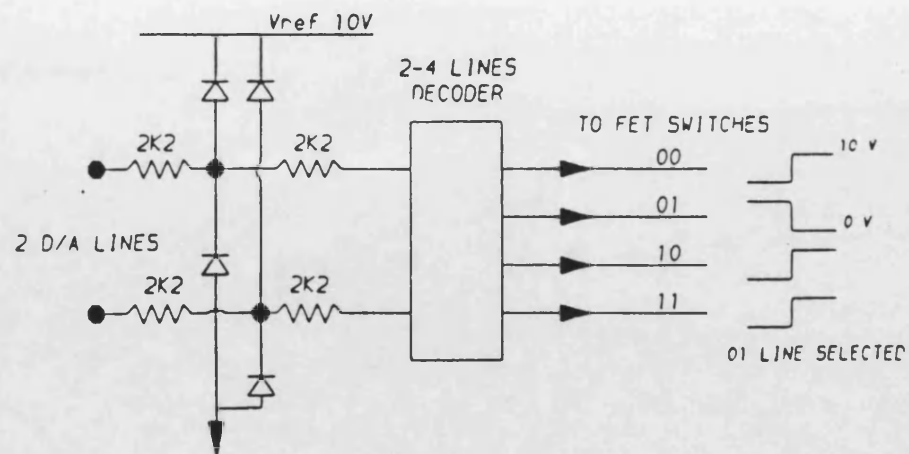 Vref 10V
2-4 LINES
DECODER
TO FET SWITCHES
2K2
2K2
00
10 V
01
0 V
2 D/A LINES
10
2K2
2K2
11
01 LINE SELECTED